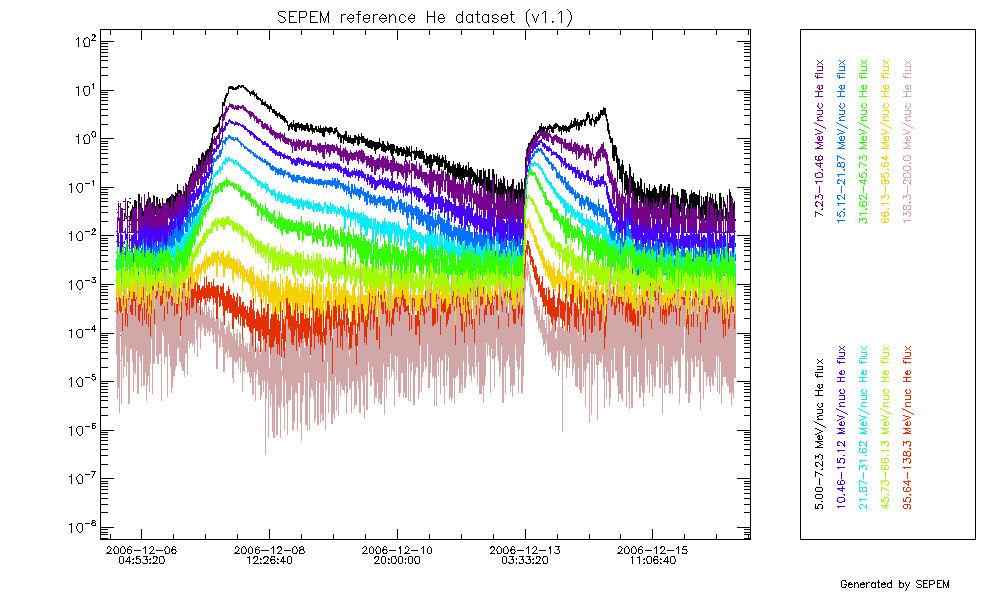 SEPEM reference He dataset (v1.1)
10²
10¹
10⁰
10⁻¹
10⁻²
10⁻³
10⁻⁴
10⁻⁵
10⁻⁶
10⁻⁷
10⁻⁸
2006-12-06
04:53:20
2006-12-08
12:26:40
2006-12-10
20:00:00
2006-12-13
03:33:20
2006-12-15
11:06:40
5.00-7.23 MeV/nuc He flux
7.23-10.46 MeV/nuc He flux
10.46-15.12 MeV/nuc He flux
15.12-21.87 MeV/nuc He flux
21.87-31.62 MeV/nuc He flux
31.62-45.73 MeV/nuc He flux
45.73-66.13 MeV/nuc He flux
66.13-95.64 MeV/nuc He flux
95.64-138.3 MeV/nuc He flux
138.3-200.0 MeV/nuc He flux
Generated by SEPEM